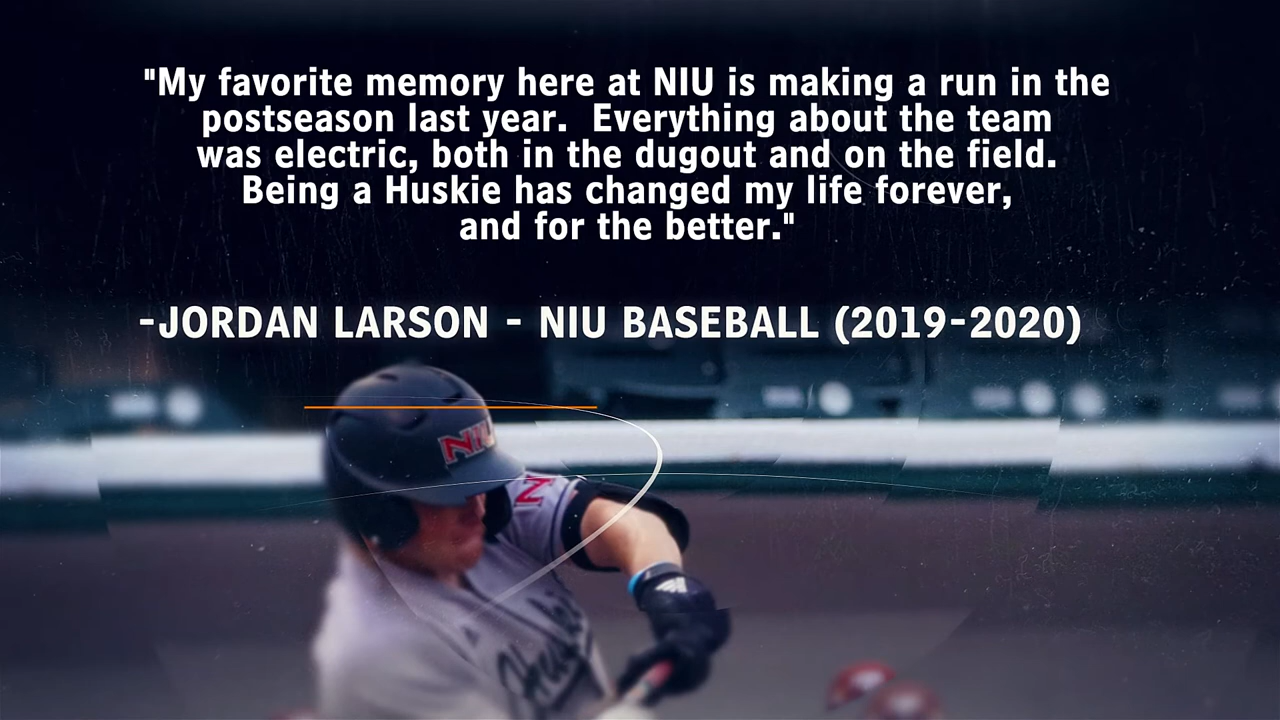 "My favorite memory here at NIU is making a run in the
postseason last year.  Everything about the team
was electric, both in the dugout and on the field.
Being a Huskie has changed my life forever,
and for the better."
-JORDAN LARSON - NIU BASEBALL (2019-2020)
NIU
N
Huskies